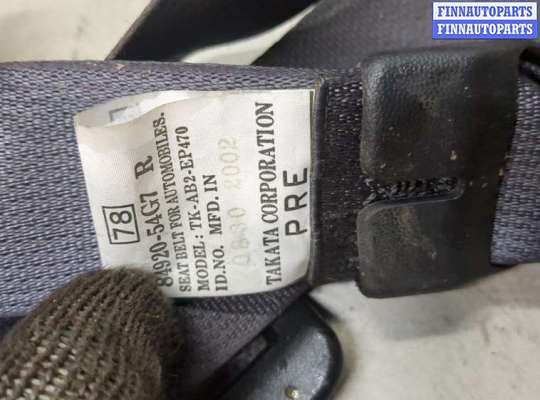 FINNAUTOPARTS
FINNAUTOPARTS
78
84920-54G7 R
SEAT BELT FOR AUTOMOBILES.
MODEL: TK-AB2-EP470
ID.NO. MFD. IN
0830 2002
TAKATA CORPORATION
PRE